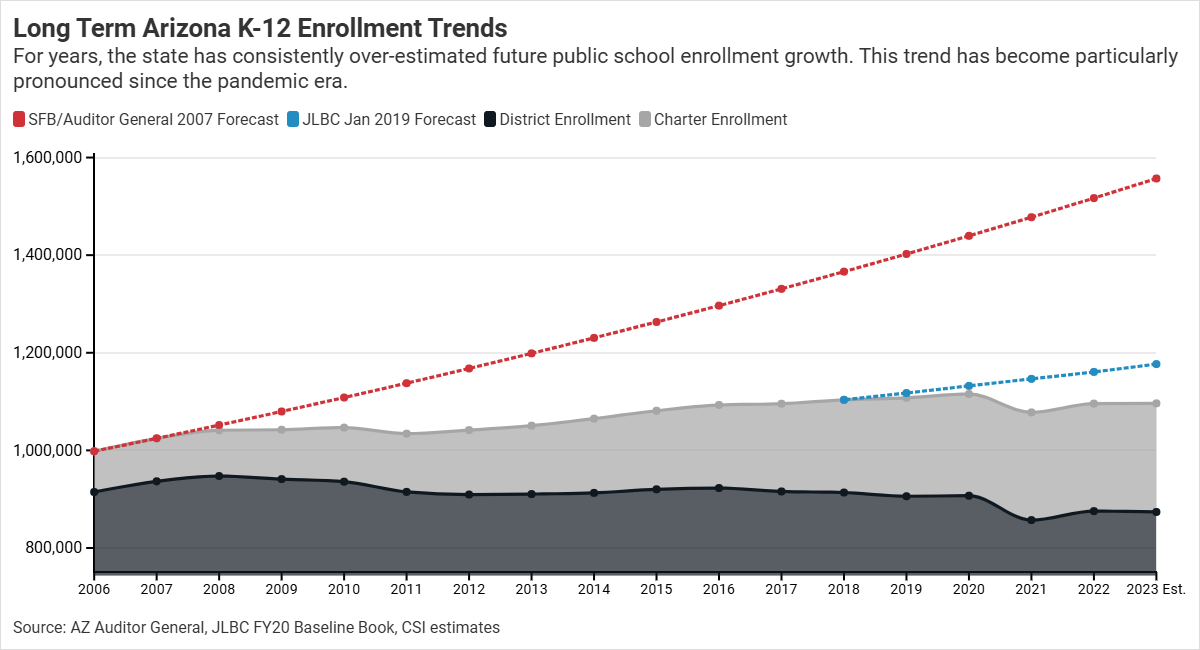 Long Term Arizona K-12 Enrollment Trends
For years, the state has consistently over-estimated future public school enrollment growth. This trend has become particularly
pronounced since the pandemic era.
SFB/Auditor General 2007 Forecast JLBC Jan 2019 Forecast District Enrollment Charter Enrollment
1,600,000
1,400,000
1,200,000
1,000,000
800,000
2006 2007 2008 2009 2010 2011 2012 2013 2014 2015 2016 2017 2018 2019 2020 2021 2022 2023 Est.
Source: AZ Auditor General, JLBC FY20 Baseline Book, CSI estimates